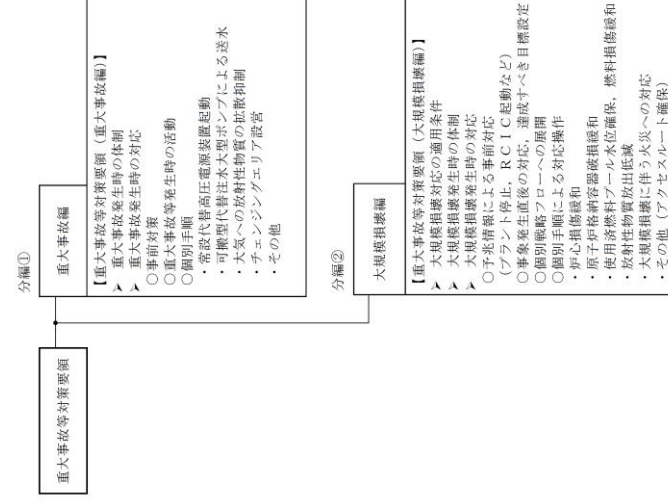 重大事故等対策要領
分編①
重大事故編
【重大事故等対策要領(重大事故編)】
➤ 重大事故発生時の体制
➤ 重大事故発生時の対応
○事前対策
○重大事故等発生時の活動
○個別手順
・常設代替高圧電源装置起動
・可搬型代替注水大型ポンプによる送水
・大気への放射性物質の拡散抑制
・チェンジングエリア設営
・その他
分編②
大規模損壊編
【重大事故等対策要領(大規模損壊編)】
➤ 大規模損壊対応の適用条件
➤ 大規模損壊発生時の体制
➤ 大規模損壊発生時の対応
○予兆情報による事前対応
(プラント停止,RCIC起動など)
○事象発生直後の対応,達成すべき目標設定
○個別戦略フローへの展開
○個別手順による対応操作
・炉心損傷緩和
・原子炉格納容器破損緩和
・使用済燃料プール水位確保,燃料損傷緩和
・放射性物質放出低減
・大規模損壊に伴う火災への対応
・その他(アクセスルート確保)